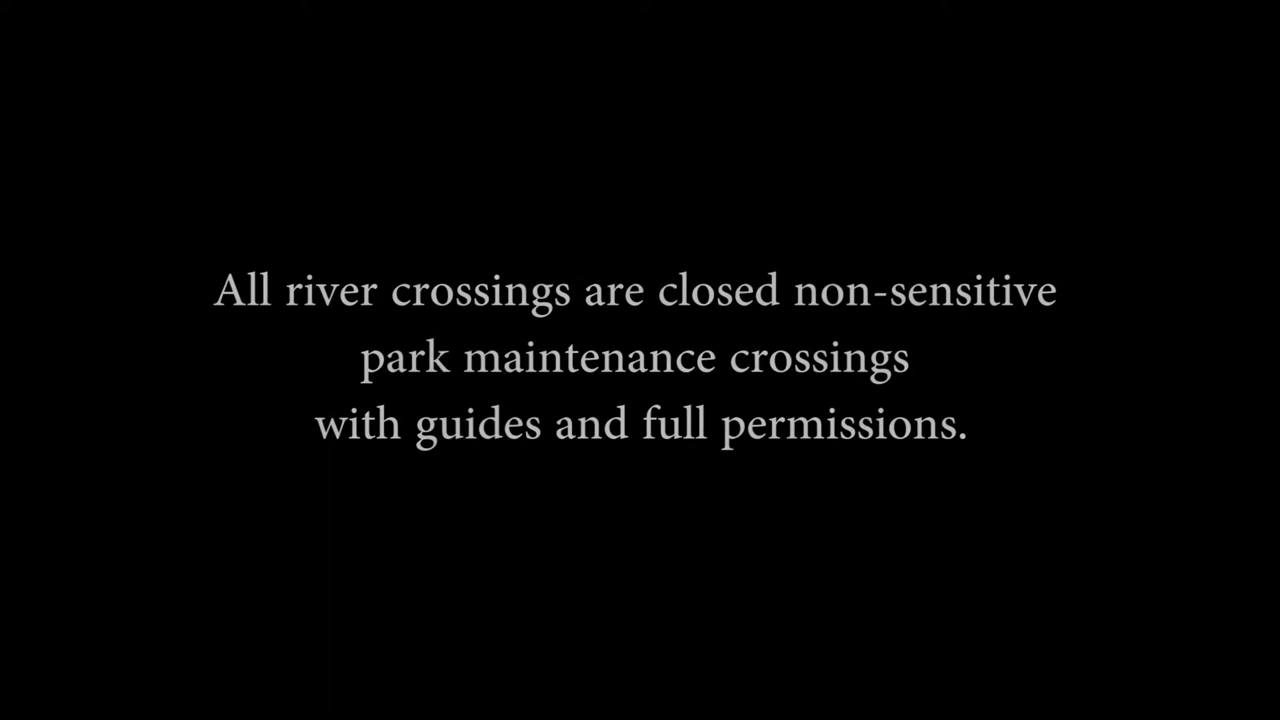 All river crossings are closed non-sensitive
park maintenance crossings
with guides and full permissions.